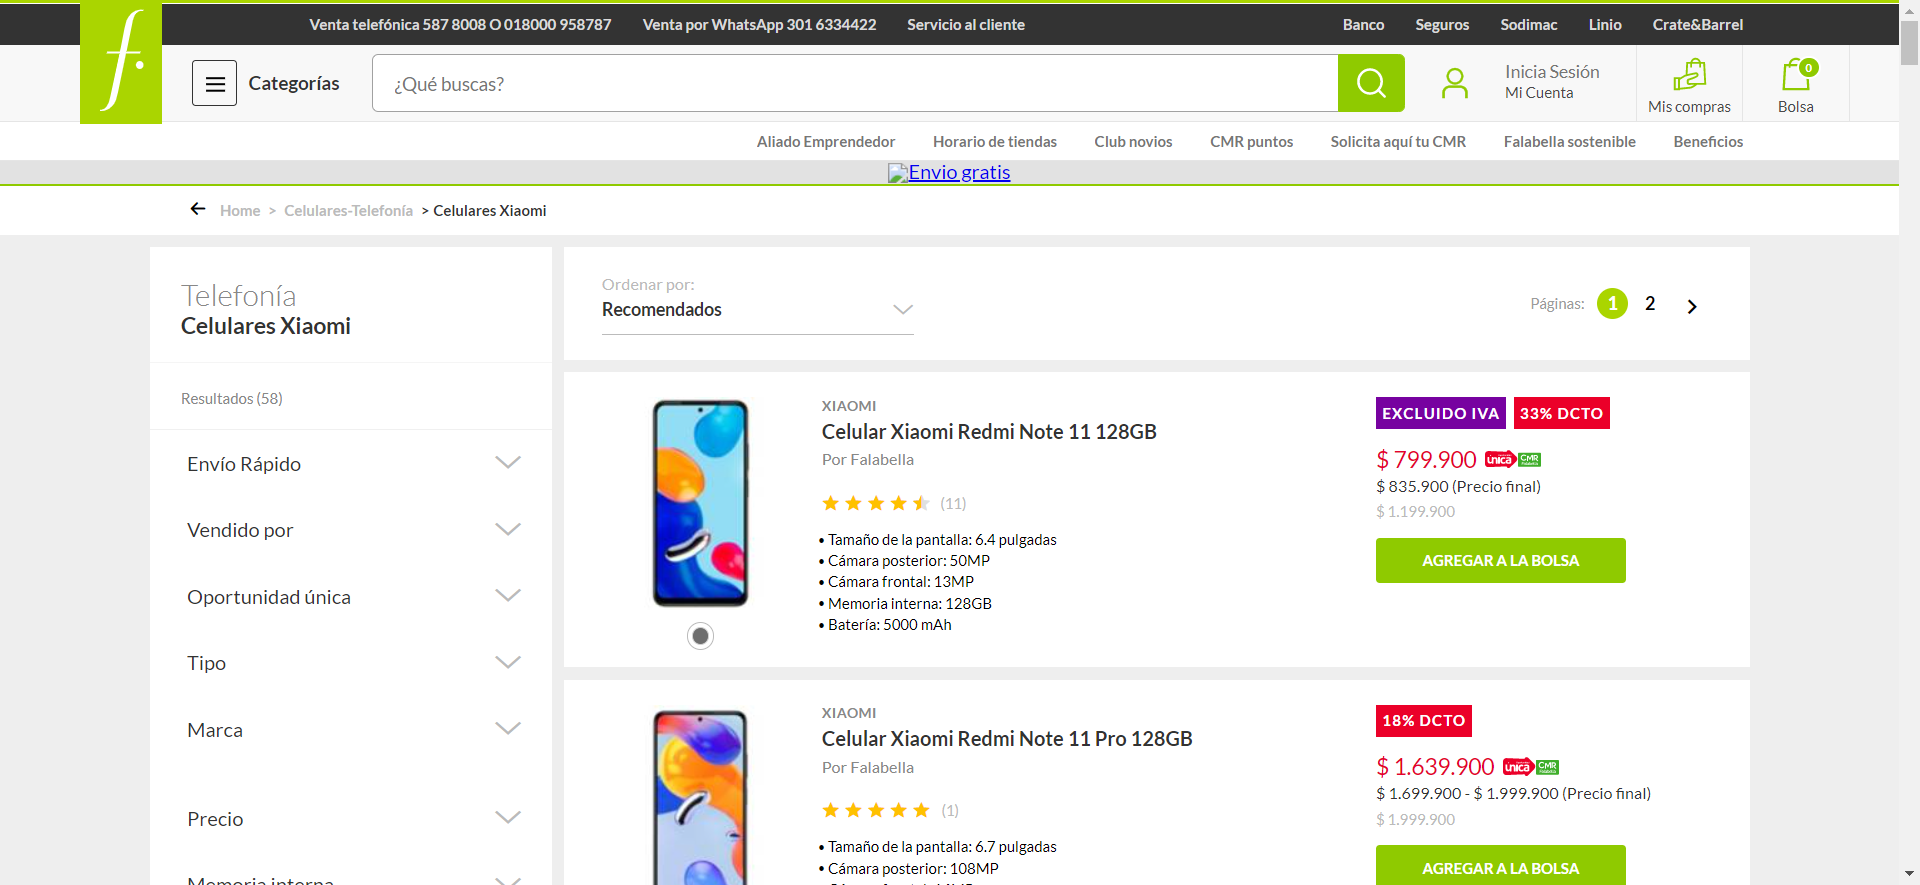 Venta telefónica 587 8008 O 018000 958787 Venta por WhatsApp 301 6334422 Servicio al cliente Banco Seguros Sodimac Linio Crate&Barrel
f.
Categorías ¿Qué buscas? Inicia Sesión
Mi Cuenta
Mis compras
0
Bolsa
Aliado Emprendedor Horario de tiendas Club novios CMR puntos Solicita aquí tu CMR Falabella sostenible Beneficios
Envio gratis
Home > Celulares-Telefonía > Celulares Xiaomi
Telefonía
Celulares Xiaomi
Resultados (58)
Envío Rápido
Vendido por
Oportunidad única
Tipo
Marca
Precio
Memoria interna
Ordenar por:
Recomendados
Páginas: 1 2
XIAOMI
Celular Xiaomi Redmi Note 11 128GB
Por Falabella
(11)
• Tamaño de la pantalla: 6.4 pulgadas
• Cámara posterior: 50MP
• Cámara frontal: 13MP
• Memoria interna: 128GB
• Batería: 5000 mAh
EXCLUIDO IVA 33% DCTO
$ 799.900 única CMR
$ 835.900 (Precio final)
$ 1.199.900
AGREGAR A LA BOLSA
XIAOMI
Celular Xiaomi Redmi Note 11 Pro 128GB
Por Falabella
(1)
• Tamaño de la pantalla: 6.7 pulgadas
• Cámara posterior: 108MP
18% DCTO
$ 1.639.900 única CMR
$ 1.699.900 - $ 1.999.900 (Precio final)
$ 1.999.900
AGREGAR A LA BOLSA